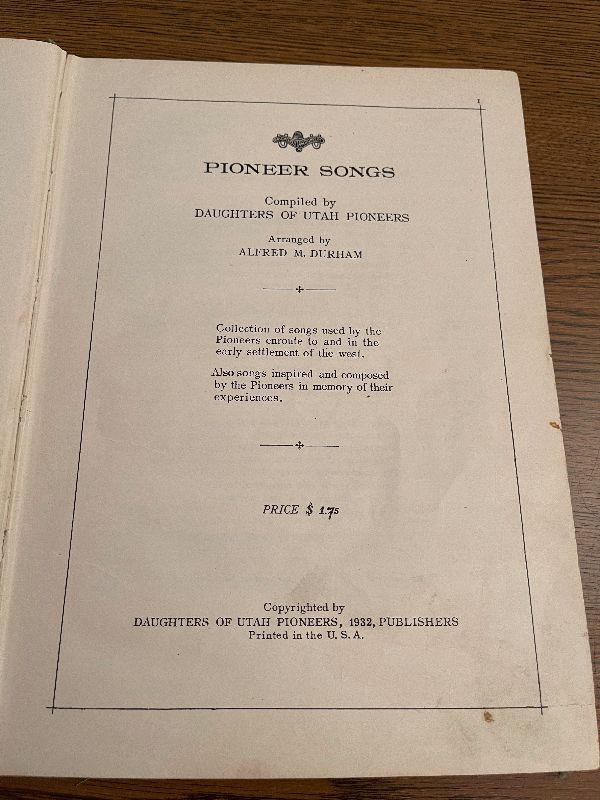 1
PIONEER SONGS
Compiled by
DAUGHTERS OF UTAH PIONEERS
Arranged by
ALFRED M. DURHAM
Collection of songs used by the
Pioneers enroute to and in the
early settlement of the west.
Also songs inspired and composed
by the Pioneers in memory of their
experiences.
PRICE $ 1.75
Copyrighted by
DAUGHTERS OF UTAH PIONEERS, 1932, PUBLISHERS
Printed in the U. S. A.